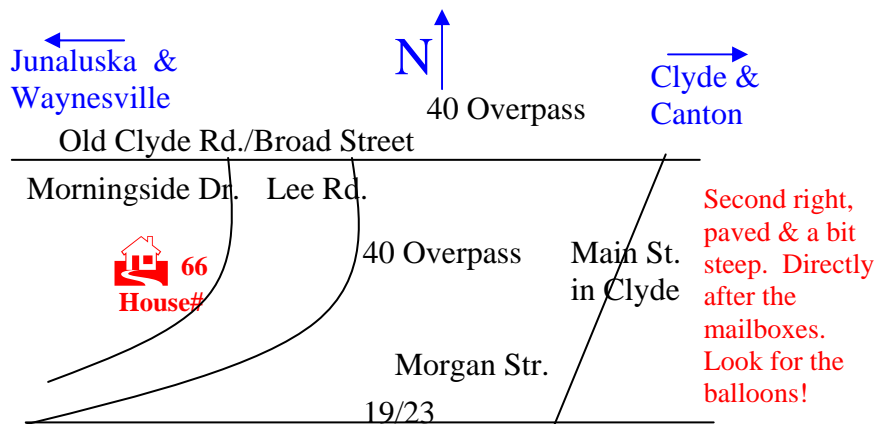 Junaluska &
Waynesville
N
40 Overpass
Clyde &
Canton
Old Clyde Rd./Broad Street
Morningside Dr.
Lee Rd.
66
House#
40 Overpass
Main St.
in Clyde
Second right,
paved & a bit
steep. Directly
after the
mailboxes.
Look for the
balloons!
Morgan Str.
19/23